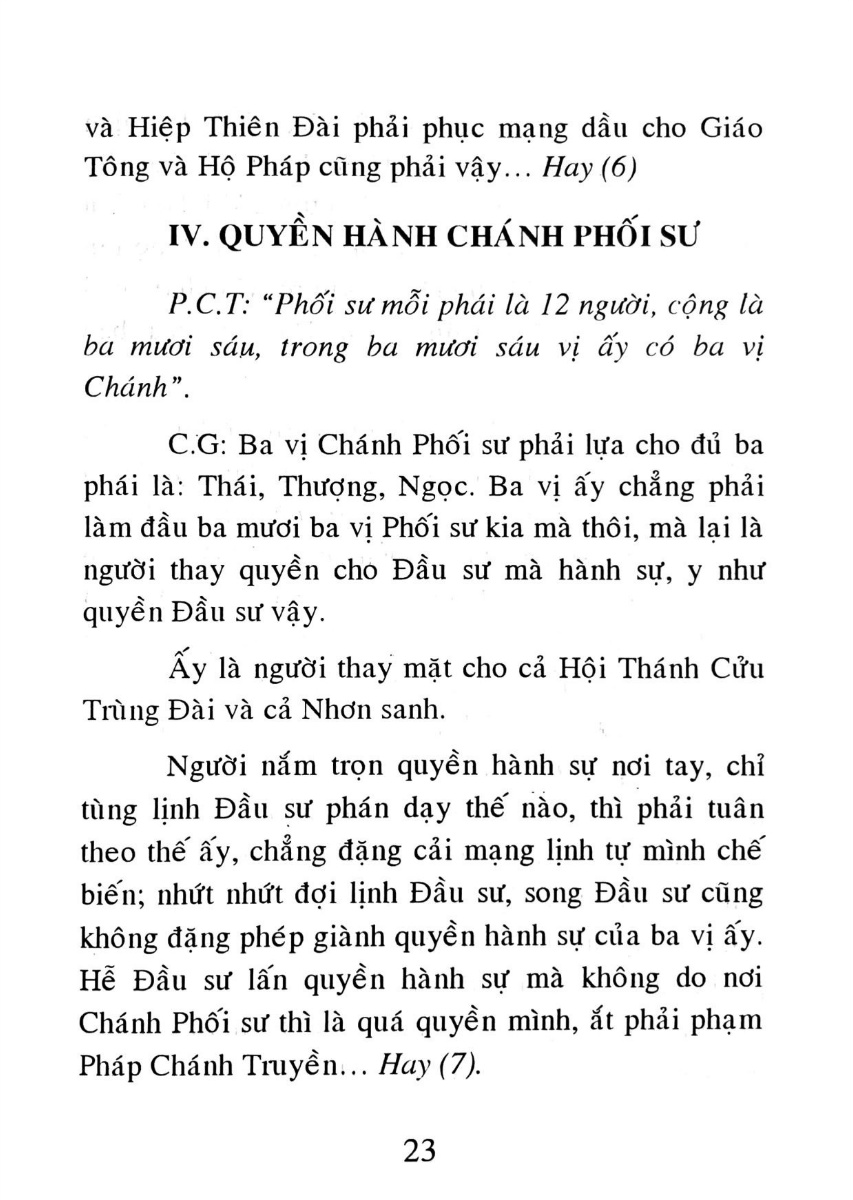 và Hiệp Thiên Đài phải phục mạng dầu cho Giáo
Tông và Hộ Pháp cũng phải vậy... Hay (6)
IV. QUYỀN HÀNH CHÁNH PHỐI SƯ
P.C.T: “Phối sư mỗi phái là 12 người, cộng là
ba mươi sáu, trong ba mươi sáu vị ấy có ba vị
Chánh”.
C.G: Ba vị Chánh Phối sư phải lựa cho đủ ba
phái là: Thái, Thượng, Ngọc. Ba vị ấy chẳng phải
làm đầu ba mươi ba vị Phối sư kia mà thôi, mà lại là
người thay quyền cho Đầu sư mà hành sự, y như
quyền Đầu sư vậy.
Ấy là người thay mặt cho cả Hội Thánh Cửu
Trùng Đài và cả Nhơn sanh.
Người nắm trọn quyền hành sự nơi tay, chỉ
tùng lịnh Đầu sư phán dạy thế nào, thì phải tuân
theo thế ấy, chẳng đặng cải mạng lịnh tự mình chế
biến; nhứt nhứt đợi lịnh Đầu sư, song Đầu sư cũng
không đặng phép giành quyền hành sự của ba vị ấy.
Hễ Đầu sư lấn quyền hành sự mà không do nơi
Chánh Phối sư thì là quá quyền mình, ắt phải phạm
Pháp Chánh Truyền... Hay (7).
23